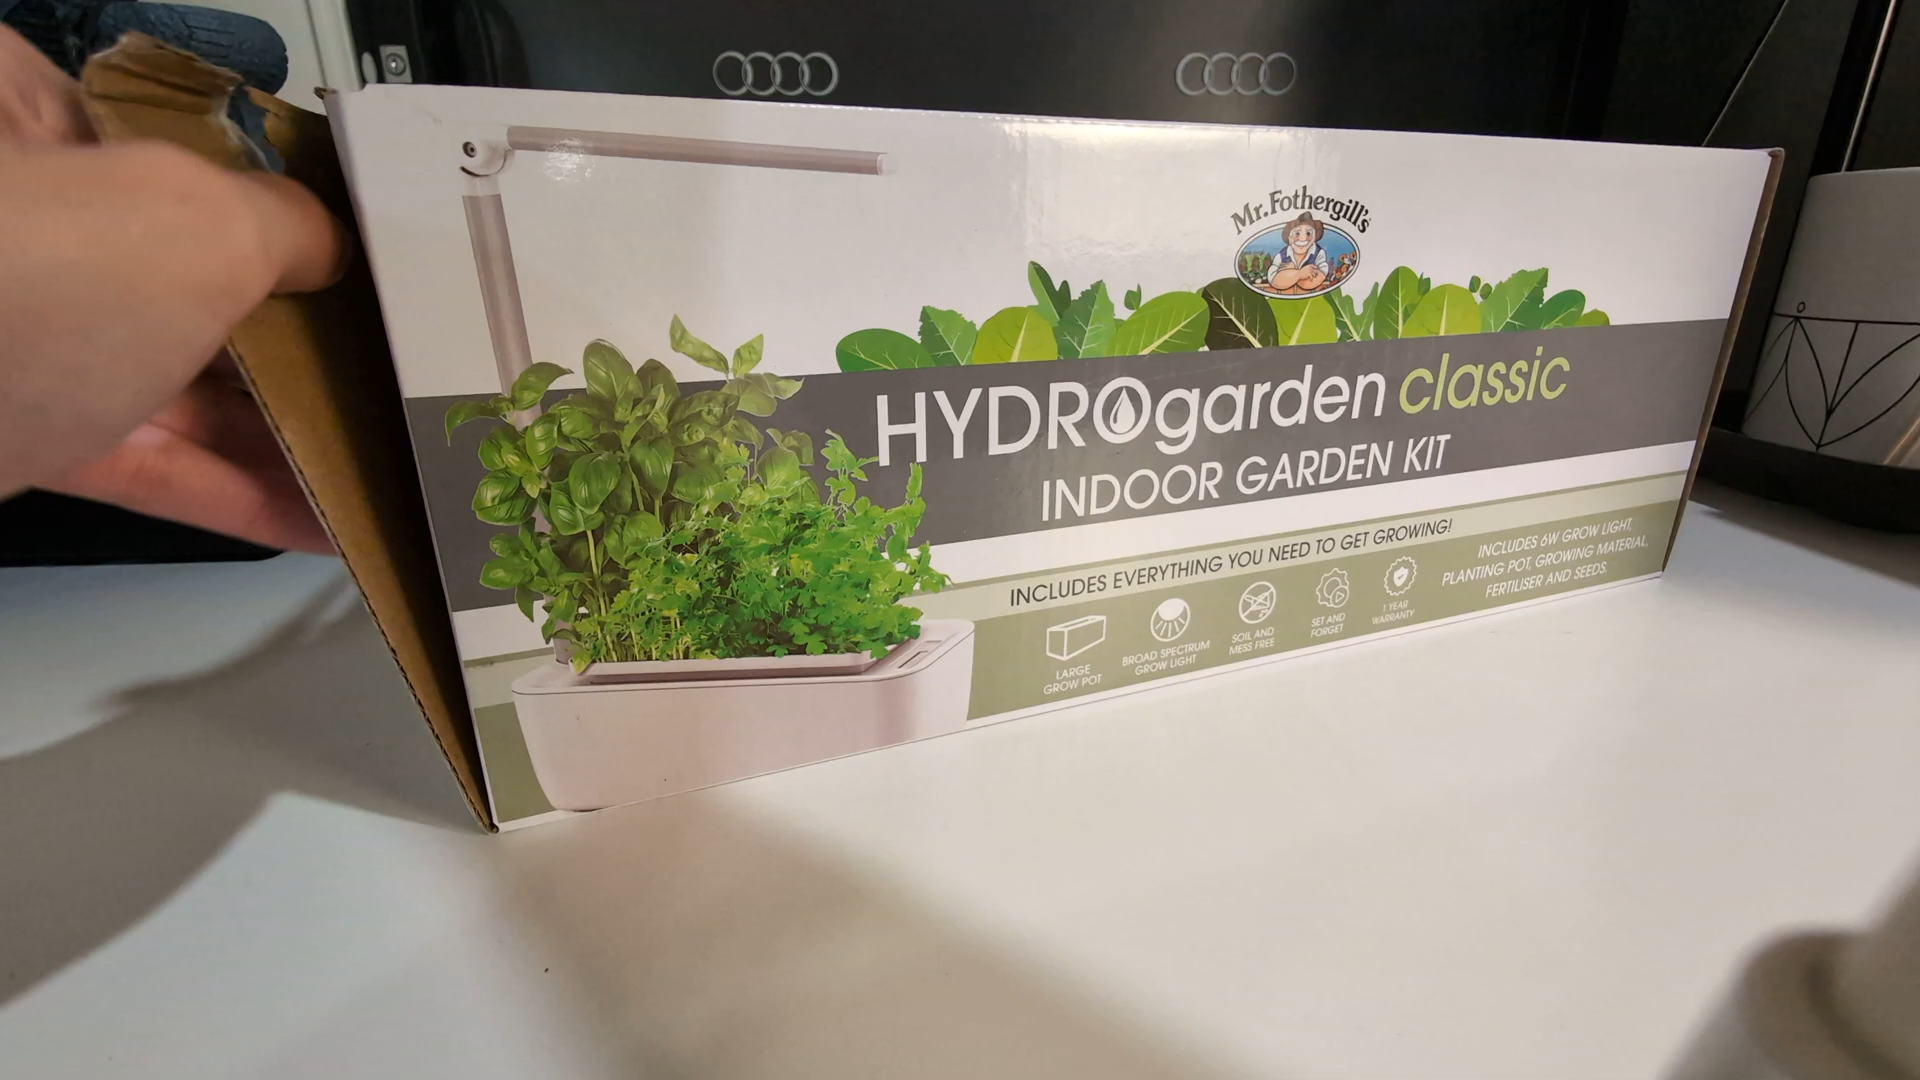 Mr. Fothergill's
HYDROgarden classic
INDOOR GARDEN KIT
INCLUDES EVERYTHING YOU NEED TO GET GROWING!
LARGE
GROW POT
BROAD SPECTRUM
GROW LIGHT
SOIL AND
MESS FREE
SET AND
FORGET
1 YEAR
WARRANTY
INCLUDES 6W GROW LIGHT,
PLANTING POT, GROWING MATERIAL,
FERTILISER AND SEEDS.